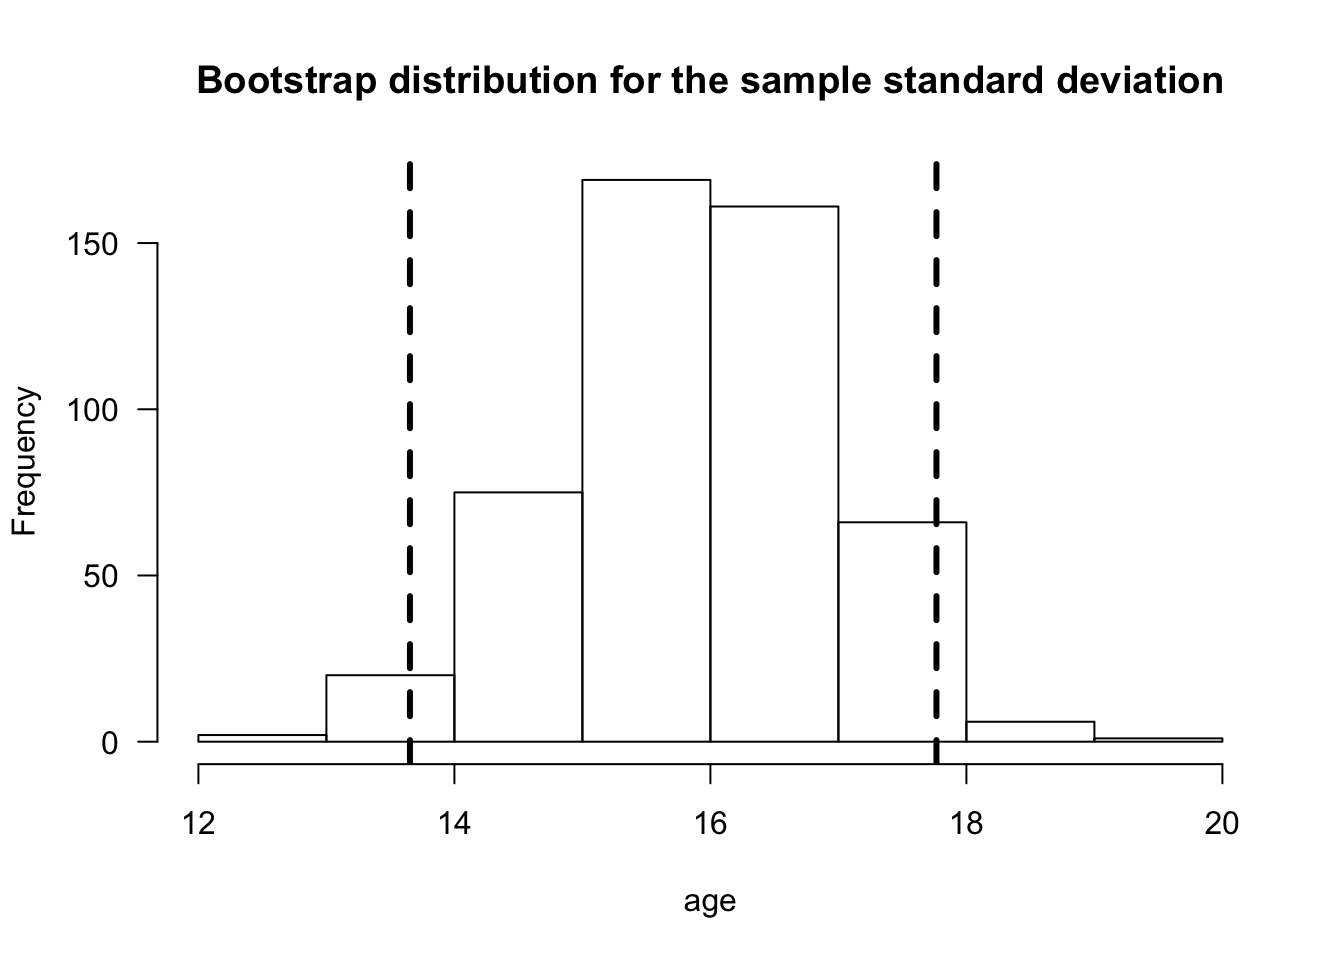 Bootstrap distribution for the sample standard deviation
Frequency
150
100
50
0
12 14 16 18 20
age